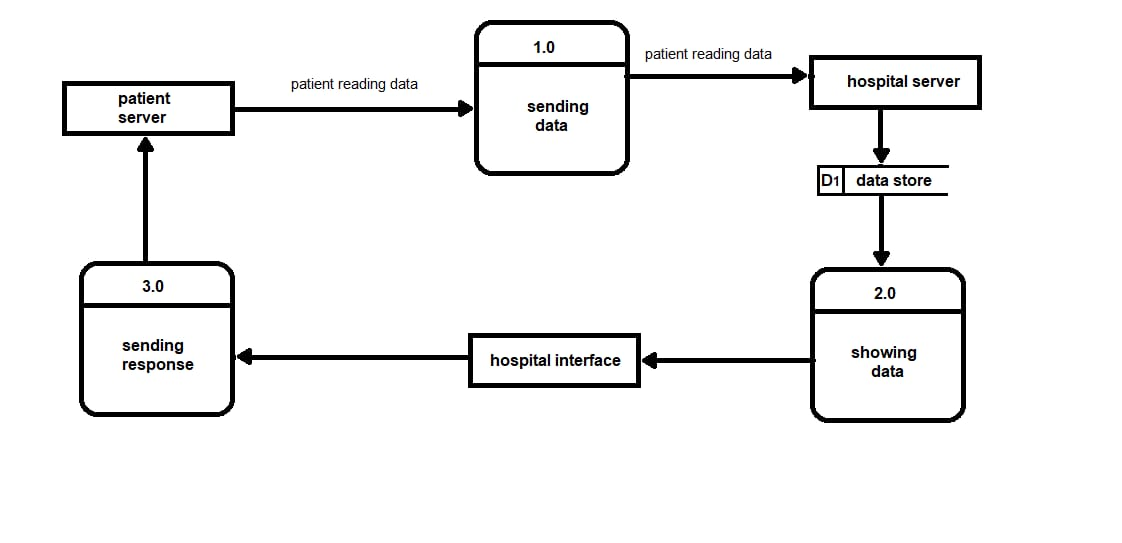 1.0
patient reading data
patient reading data
hospital server
patient
server
sending
data
D1 data store
3.0
2.0
sending
response
hospital interface
showing
data